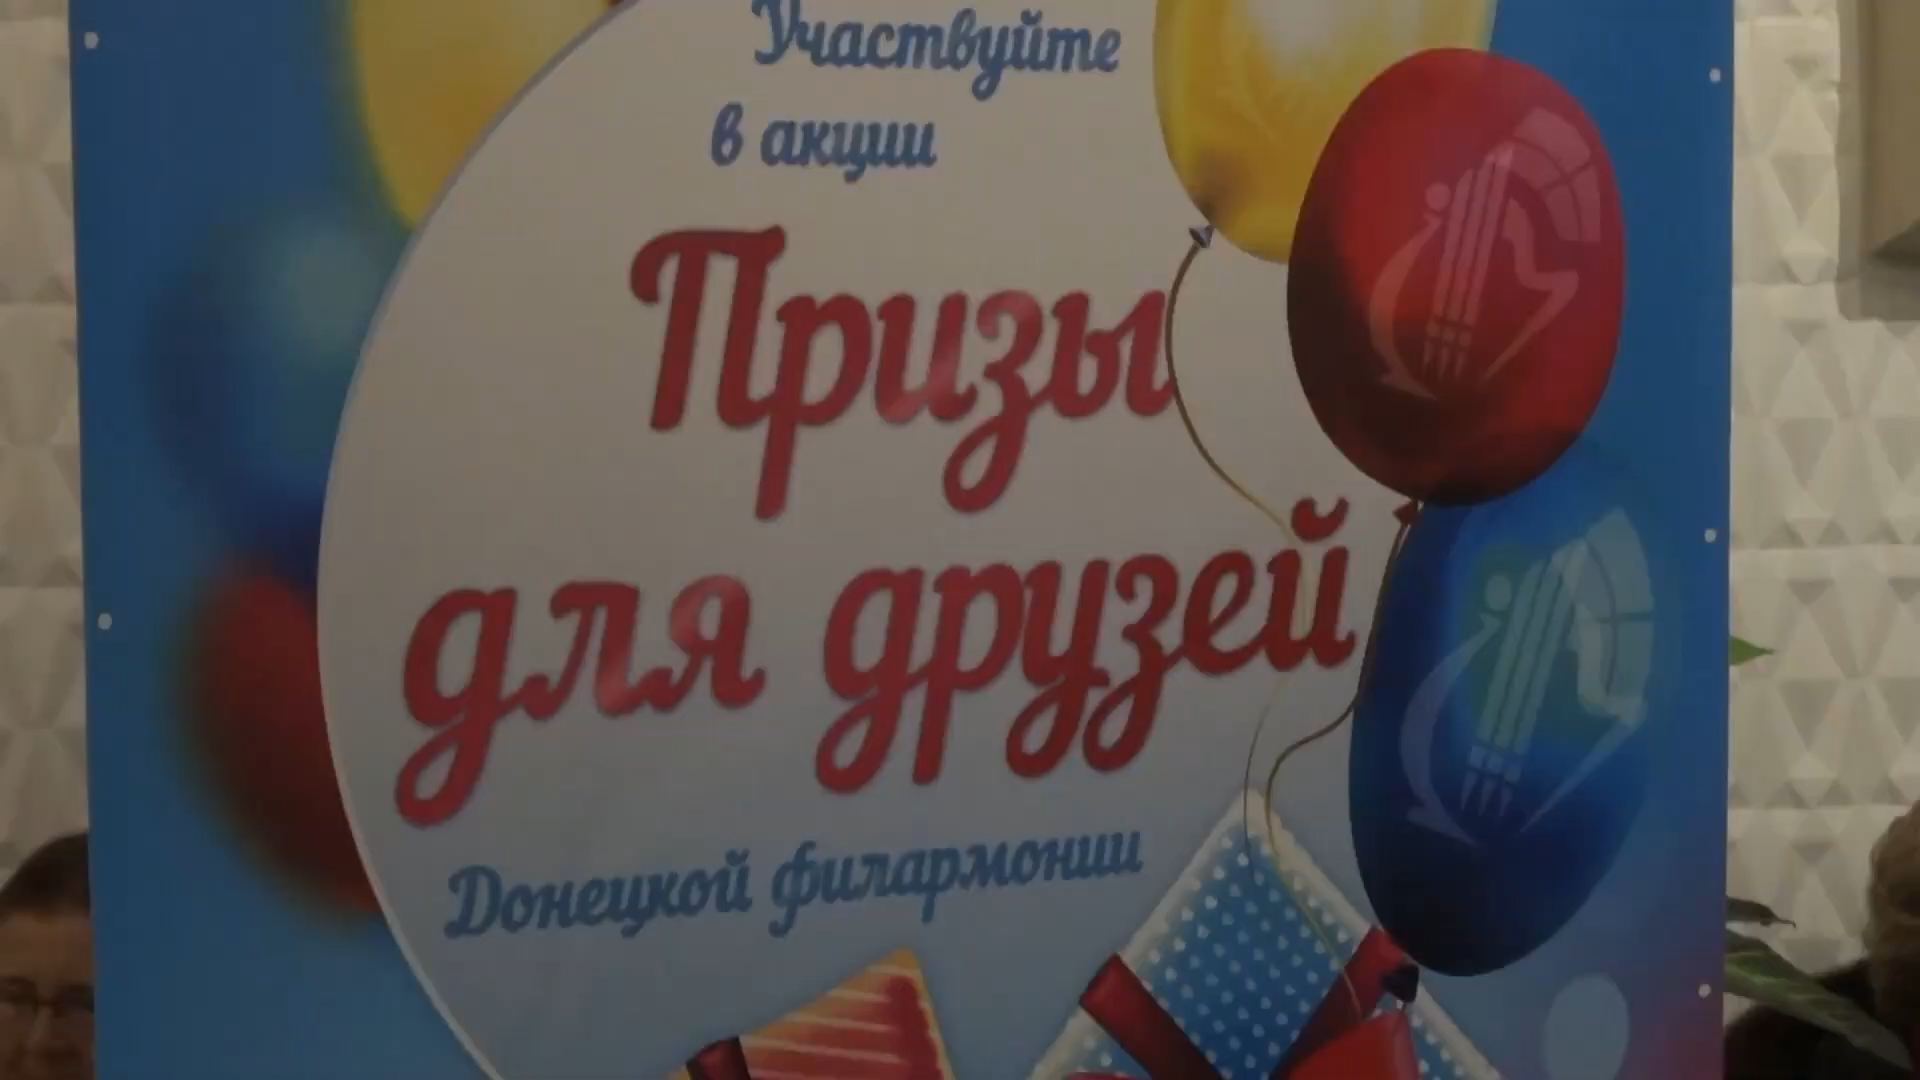 Участвуйте
в акции
Призы
для друзей
Донецкой филармонии